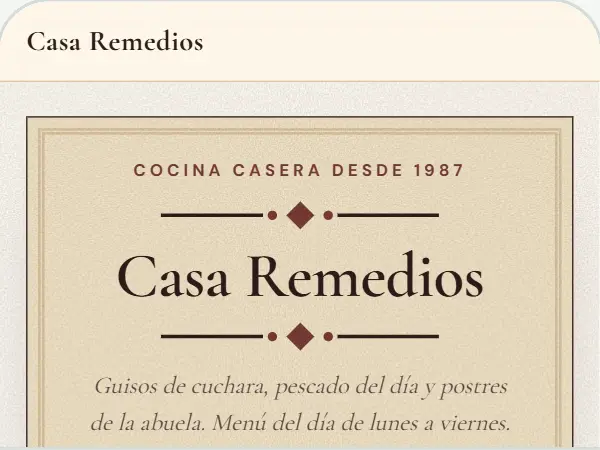 Casa Remedios
COCINA CASERA DESDE 1987
Casa Remedios
Guisos de cuchara, pescado del día y postres
de la abuela. Menú del día de lunes a viernes.